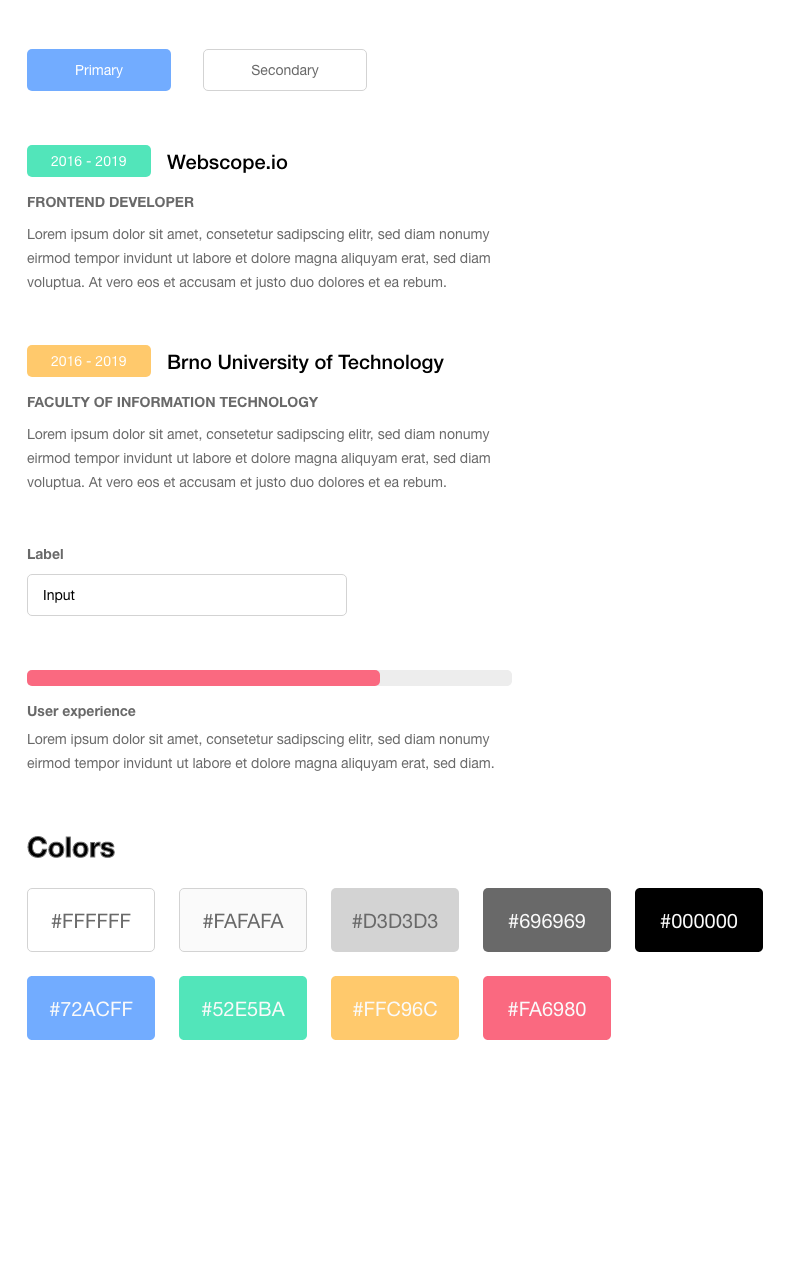 Primary
Secondary
2016 - 2019
Webscope.io
FRONTEND DEVELOPER
Lorem ipsum dolor sit amet, consetetur sadipscing elitr, sed diam nonumy
eirmod tempor invidunt ut labore et dolore magna aliquyam erat, sed diam
voluptua. At vero eos et accusam et justo duo dolores et ea rebum.
2016 - 2019
Brno University of Technology
FACULTY OF INFORMATION TECHNOLOGY
Lorem ipsum dolor sit amet, consetetur sadipscing elitr, sed diam nonumy
eirmod tempor invidunt ut labore et dolore magna aliquyam erat, sed diam
voluptua. At vero eos et accusam et justo duo dolores et ea rebum.
Label
Input
User experience
Lorem ipsum dolor sit amet, consetetur sadipscing elitr, sed diam nonumy
eirmod tempor invidunt ut labore et dolore magna aliquyam erat, sed diam.
Colors
#FFFFFF
#FAFAFA
#D3D3D3
#696969
#000000
#72ACFF
#52E5BA
#FFC96C
#FA6980